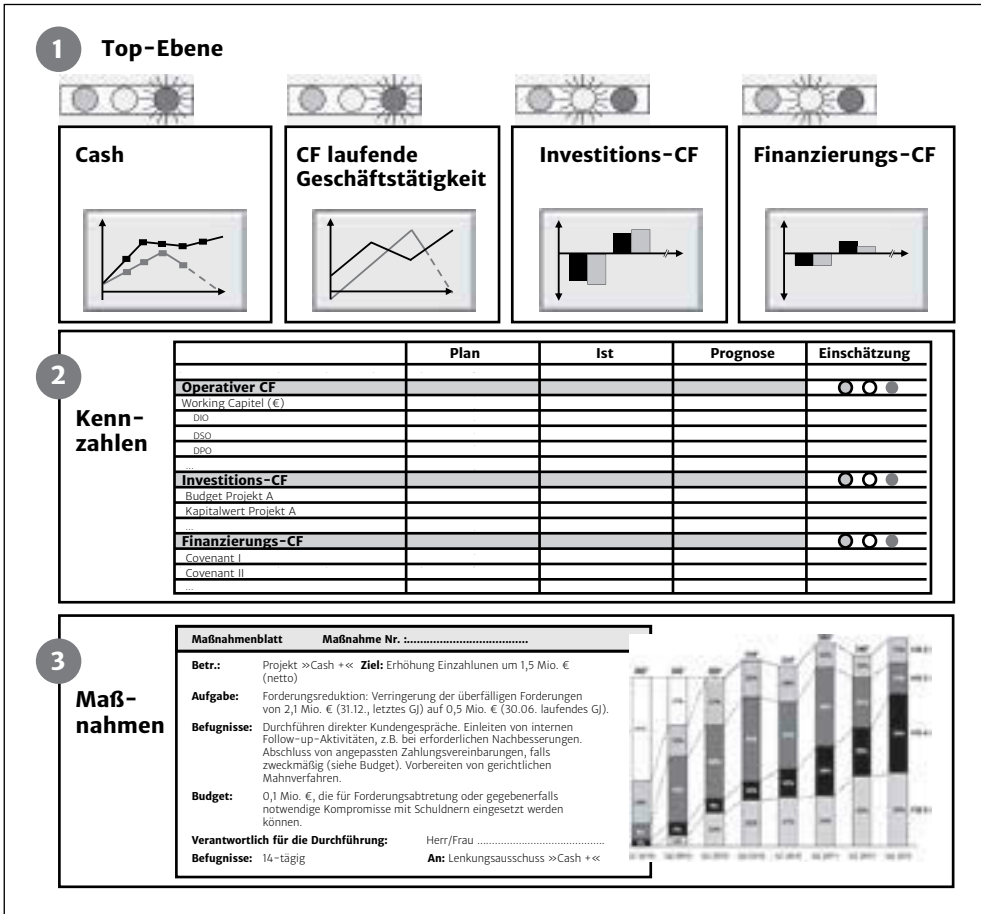 1
Top-Ebene
Cash
CF laufende
Geschäftstätigkeit
Investitions-CF
Finanzierungs-CF
2
Kenn-
zahlen
Plan Ist Prognose Einschätzung
Operativer CF
Working Capitel (€)
DIO
DSO
DPO
...
Investitions-CF
Budget Projekt A
Kapitalwert Projekt A
...
Finanzierungs-CF
Covenant I
Covenant II
...
3
Maß-
nahmen
Maßnahmenblatt Maßnahme Nr. :.....................................
Betr.: Projekt »Cash +« Ziel: Erhöhung Einzahlunen um 1,5 Mio. €
(netto)
Aufgabe: Forderungsreduktion: Verringerung der überfälligen Forderungen
von 2,1 Mio. € (31.12., letztes GJ) auf 0,5 Mio. € (30.06. laufendes GJ).
Befugnisse: Durchführen direkter Kundengespräche. Einleiten von internen
Follow-up-Aktivitäten, z.B. bei erforderlichen Nachbesserungen.
Abschluss von angepassten Zahlungsvereinbarungen, falls
zweckmäßig (siehe Budget). Vorbereiten von gerichtlichen
Mahnverfahren.
Budget: 0,1 Mio. €, die für Forderungsabtretung oder gegebenerfalls
notwendige Kompromisse mit Schuldnern eingesetzt werden
können.
Verantwortlich für die Durchführung: Herr/Frau ............................................
Befugnisse: 14-tägig An: Lenkungsausschuss »Cash +«